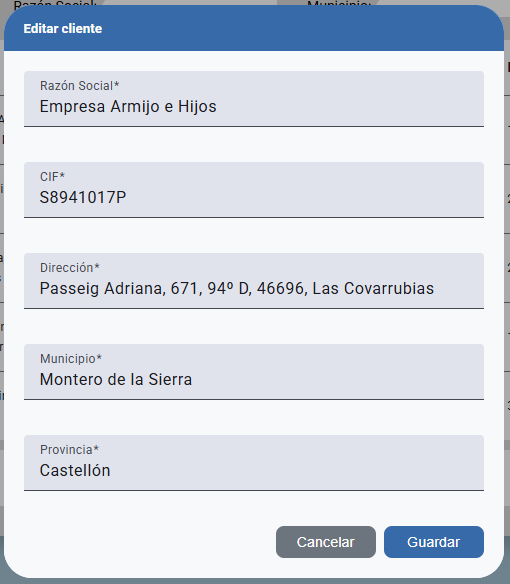 Razón Social:
Municipio:
Editar cliente
Razón Social*
Empresa Armijo e Hijos
CIF*
S8941017P
Dirección*
Passeig Adriana, 671, 94º D, 46696, Las Covarrubias
Municipio*
Montero de la Sierra
Provincia*
Castellón
Cancelar
Guardar